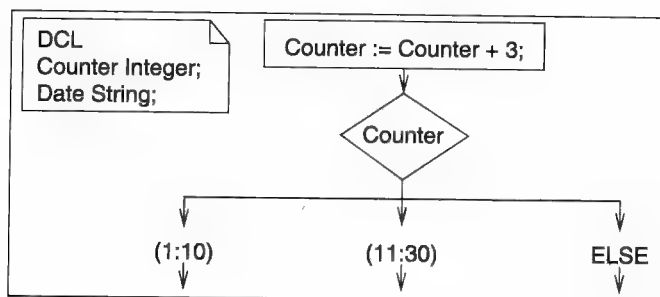 DCL
Counter Integer;
Date String;
Counter := Counter + 3;
Counter
(1:10)
(11:30)
ELSE